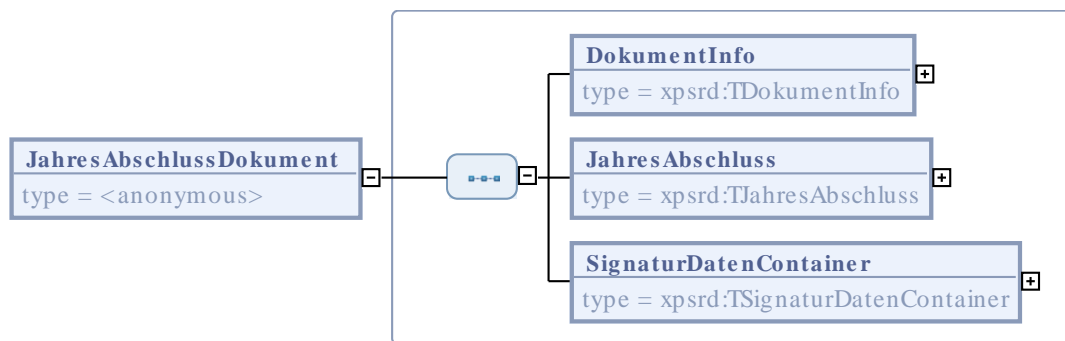 DokumentInfo
type = xpsrd:TDokumentInfo
JahresAbschlussDokument
type = <anonymous>
JahresAbschluss
type = xpsrd:TJahresAbschluss
SignaturDatenContainer
type = xpsrd:TSignaturDatenContainer